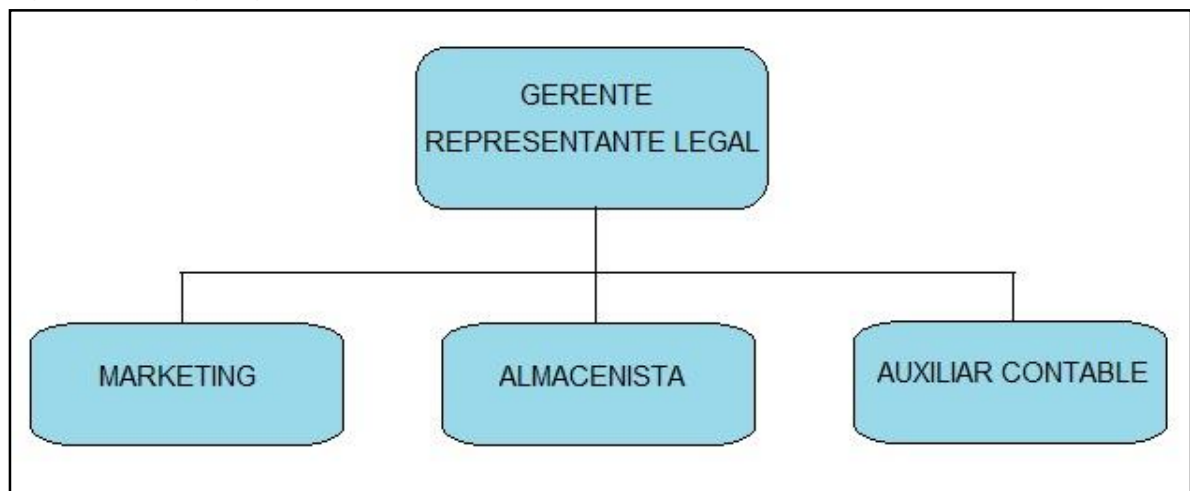 GERENTE
REPRESENTANTE LEGAL
MARKETING
ALMACENISTA
AUXILIAR CONTABLE